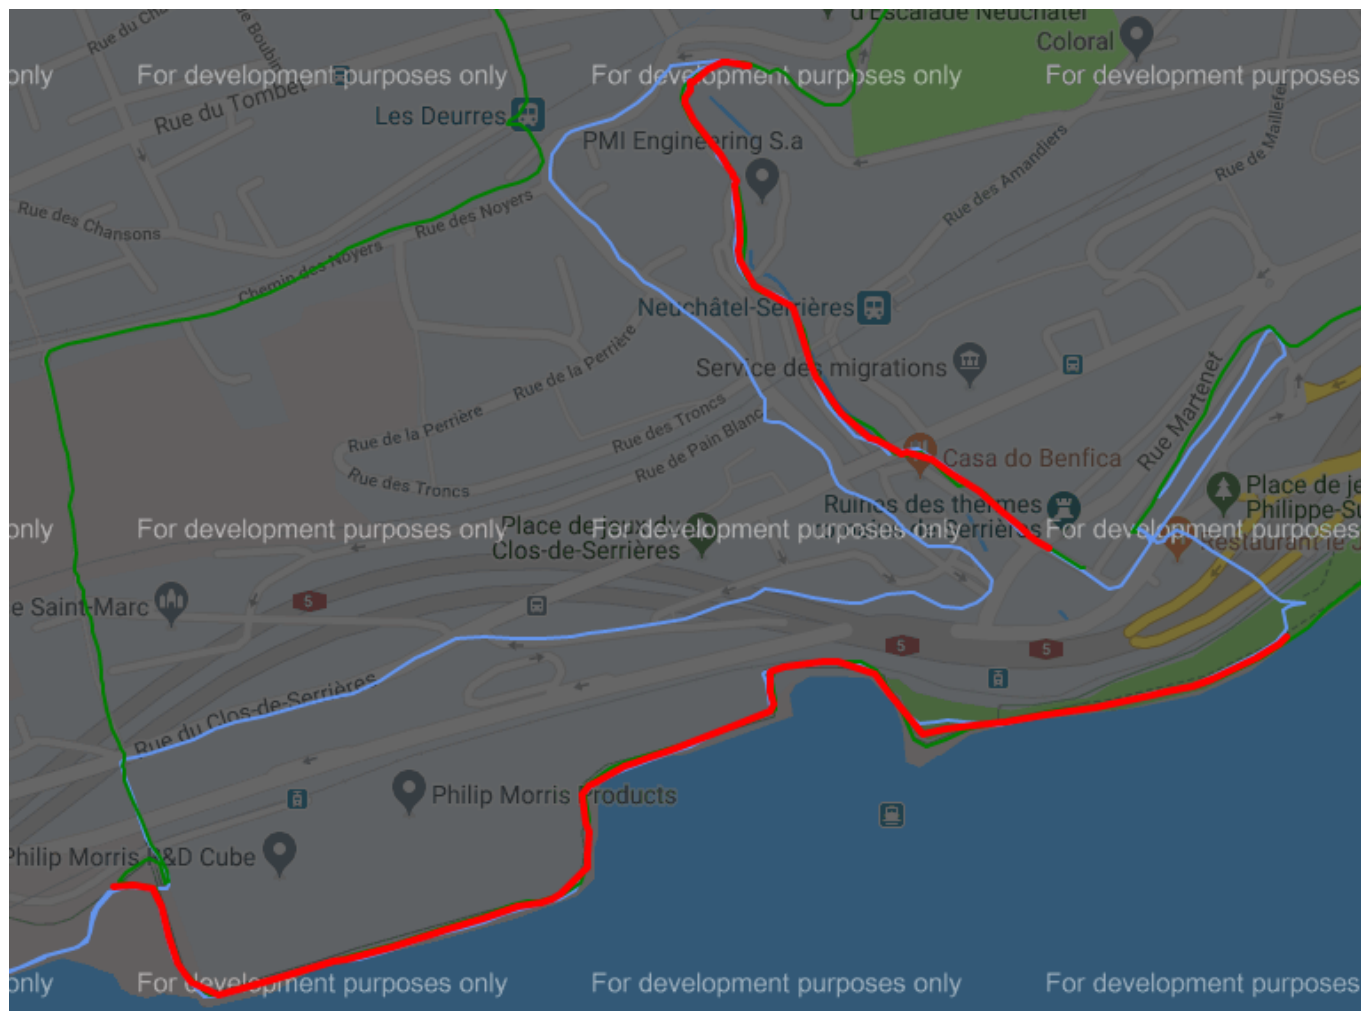 d'Escalade Neuchâtel
Coloral
only
For development purposes only
For development purposes only
For development purposes
Rue du Tombet
Les Deurres
PMI Engineering S.a
Rue de Maillefer
Rue des Amandiers
Rue des Chansons
Rue des Noyers
Chemin des Noyers
Neuchâtel-Serrières
Service des migrations
Rue de la Perrière
Rue de la Perrière
Rue des Troncs
Rue de Pain Blanc
Rue des Troncs
Rue Martenet
Casa do Benfica
Ruines des thermes
Place de je
Philippe-Su
only
For development purposes only
Place de jeux du
Clos-de-Serrières
For development purposes only
For development purposes
e Saint-Marc
5
5
5
Rue du Clos-de-Serrières
Philip Morris Products
Philip Morris R&D Cube
only
For development purposes only
For development purposes only
For development purposes